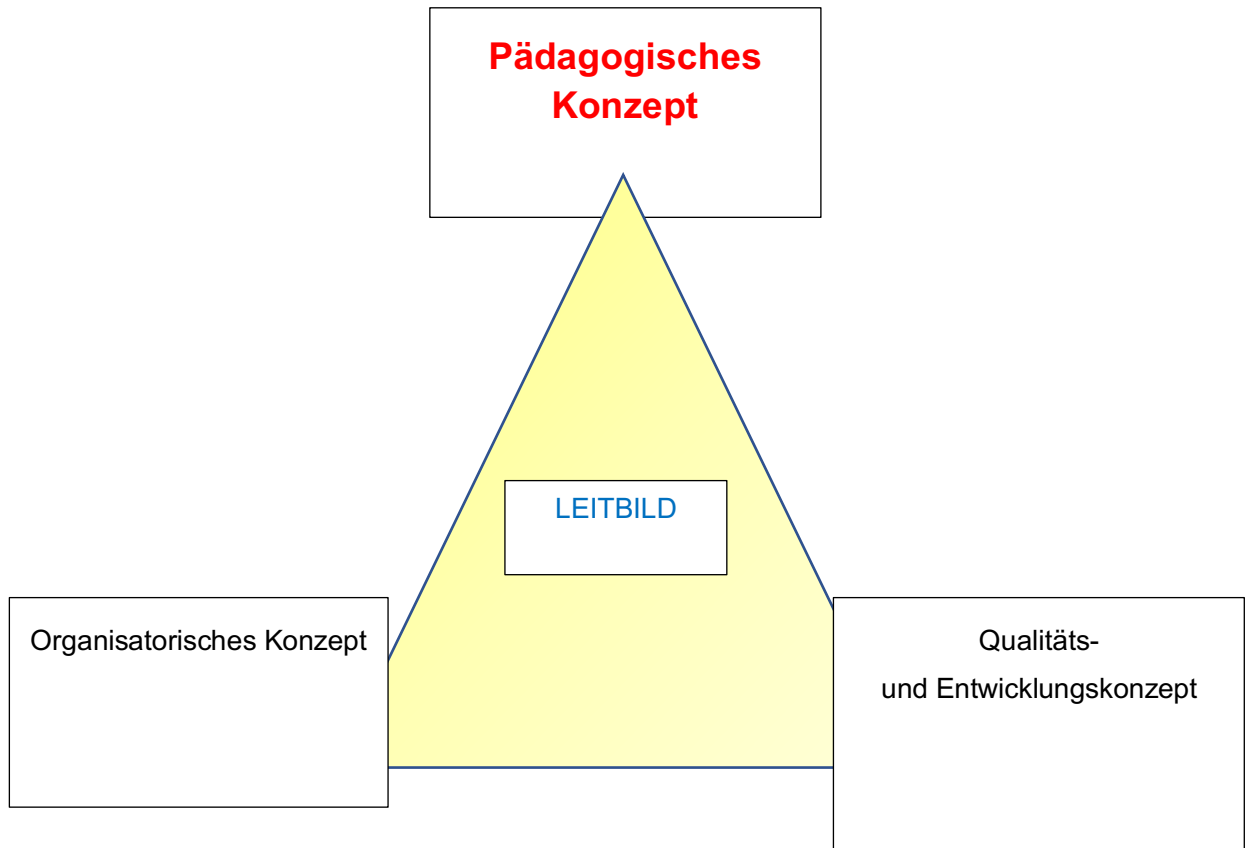 Pädagogisches
Konzept
LEITBILD
Organisatorisches Konzept
Qualitäts-
und Entwicklungskonzept